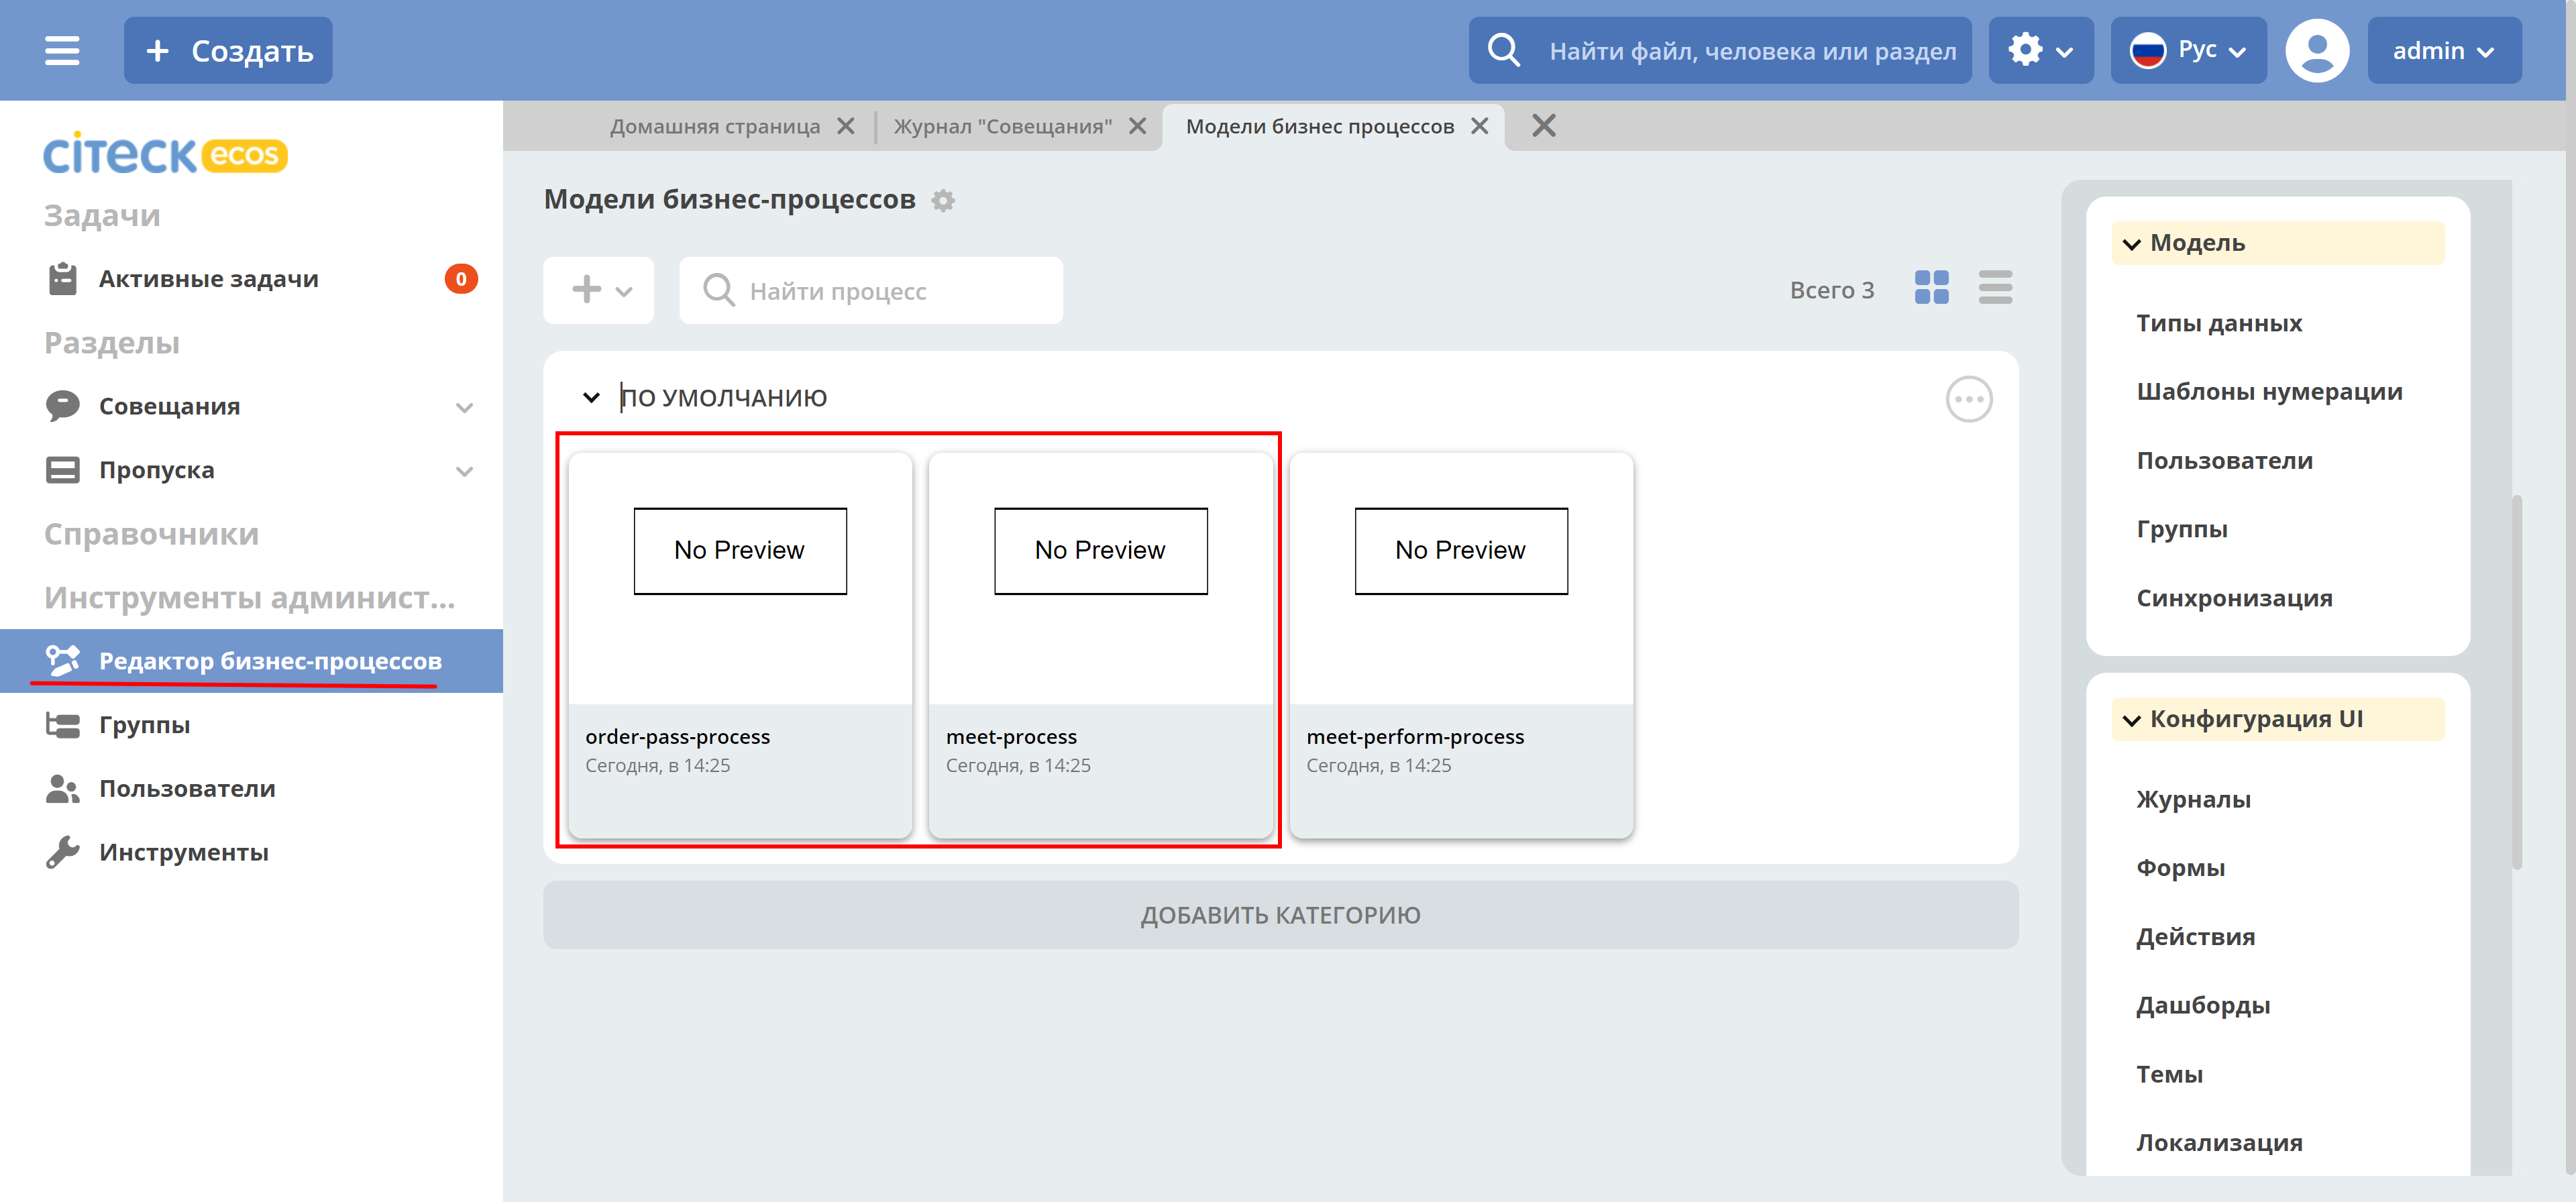 Создать
Найти файл, человека или раздел
Рус
admin
Домашняя страница
Журнал "Совещания"
Модели бизнес процессов
citeck ecos
Задачи
Активные задачи
0
Разделы
Совещания
Пропуска
Справочники
Инструменты админист...
Редактор бизнес-процессов
Группы
Пользователи
Инструменты
Модели бизнес-процессов
Найти процесс
Всего 3
ПО УМОЛЧАНИЮ
No Preview
order-pass-process
Сегодня, в 14:25
No Preview
meet-process
Сегодня, в 14:25
No Preview
meet-perform-process
Сегодня, в 14:25
ДОБАВИТЬ КАТЕГОРИЮ
Модель
Типы данных
Шаблоны нумерации
Пользователи
Группы
Синхронизация
Конфигурация UI
Журналы
Формы
Действия
Дашборды
Темы
Локализация